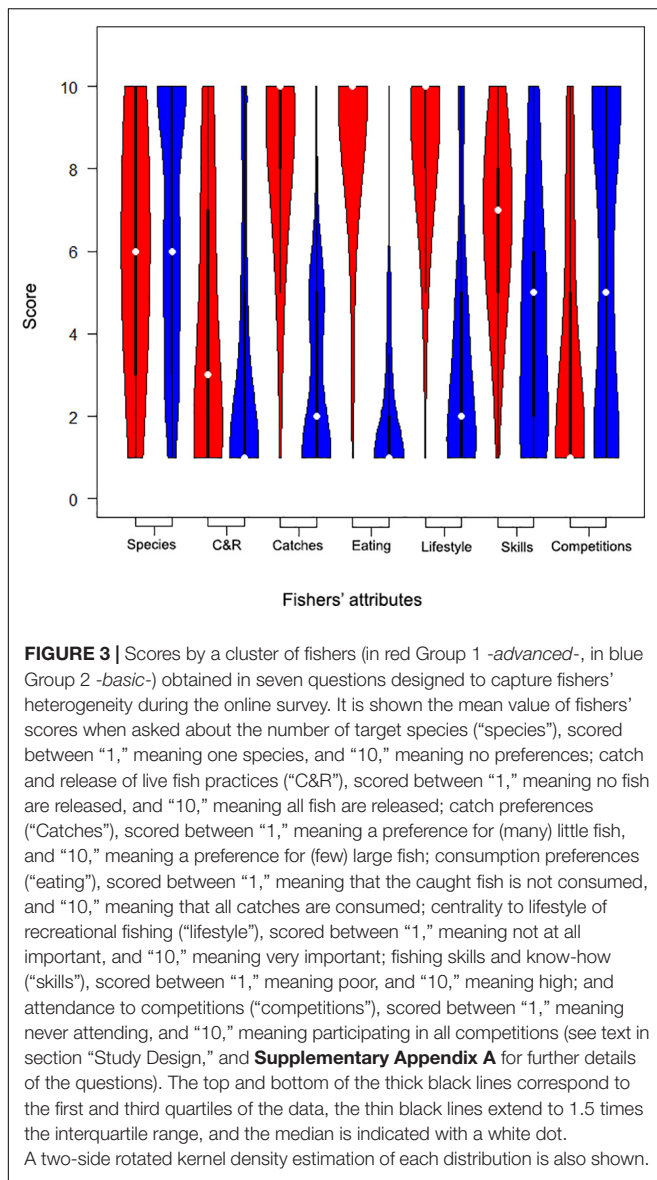 10
8
6
4
2
0
Score
Species C&R Catches Eating Lifestyle Skills Competitions
Fishers' attributes
FIGURE 3 | Scores by a cluster of fishers (in red Group 1 -advanced-, in blue
Group 2 -basic-) obtained in seven questions designed to capture fishers'
heterogeneity during the online survey. It is shown the mean value of fishers'
scores when asked about the number of target species ("species"), scored
between "1," meaning one species, and "10," meaning no preferences; catch
and release of live fish practices ("C&R"), scored between "1," meaning no fish
are released, and "10," meaning all fish are released; catch preferences
("Catches"), scored between "1," meaning a preference for (many) little fish,
and "10," meaning a preference for (few) large fish; consumption preferences
("eating"), scored between "1," meaning that the caught fish is not consumed,
and "10," meaning that all catches are consumed; centrality to lifestyle of
recreational fishing ("lifestyle"), scored between "1," meaning not at all
important, and "10," meaning very important; fishing skills and know-how
("skills"), scored between "1," meaning poor, and "10," meaning high; and
attendance to competitions ("competitions"), scored between "1," meaning
never attending, and "10," meaning participating in all competitions (see text in
section "Study Design," and Supplementary Appendix A for further details
of the questions). The top and bottom of the thick black lines correspond to
the first and third quartiles of the data, the thin black lines extend to 1.5 times
the interquartile range, and the median is indicated with a white dot.
A two-side rotated kernel density estimation of each distribution is also shown.